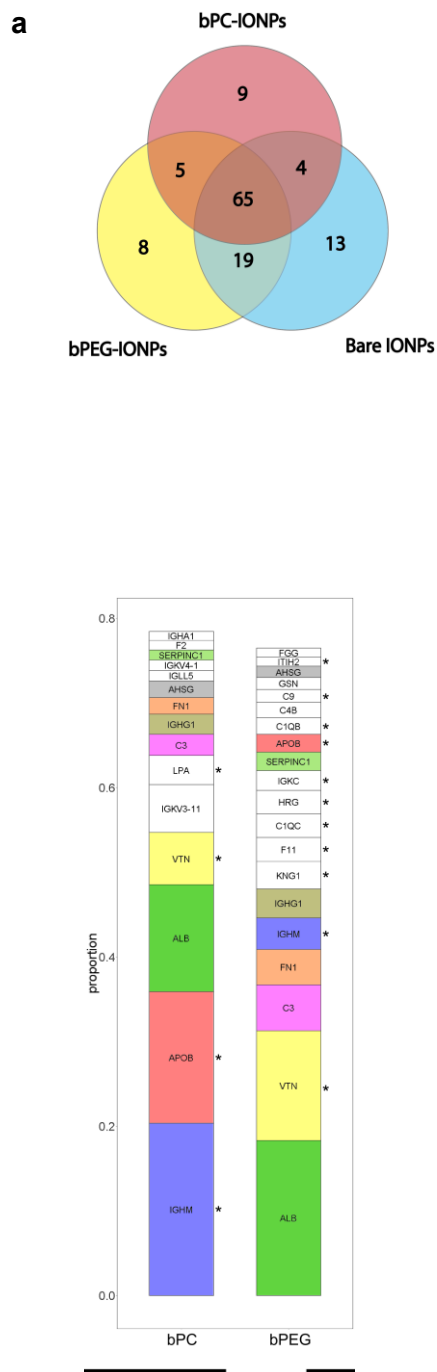 a
bPC-IONPs
9
5
4
65
8
19
13
bPEG-IONPs
Bare IONPs
0.8
0.6
0.4
0.2
0.0
proportion
IGHA1
F2
SERPINC1
IGKV4-1
IGLL5
AHSG
FN1
IGHG1
C3
LPA *
IGKV3-11
VTN *
ALB
APOB *
IGHM *
bPC
FGG
ITIH2 *
AHSG
GSN
C9 *
C4B
C1QB *
APOB *
SERPINC1
IGKC *
HRG *
C1QC *
F11 *
KNG1 *
IGHG1
IGHM *
FN1
C3
VTN *
ALB
bPEG